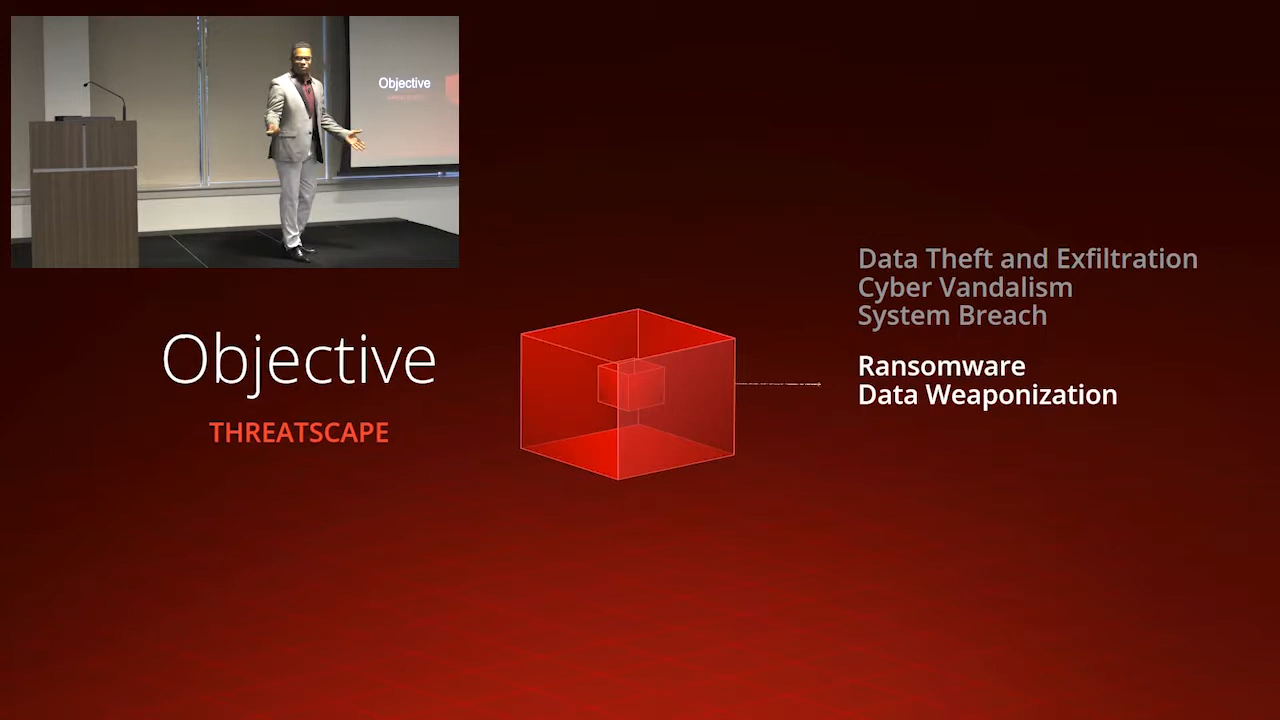 Objective
Objective
THREATSCAPE
Data Theft and Exfiltration
Cyber Vandalism
System Breach
Ransomware
Data Weaponization